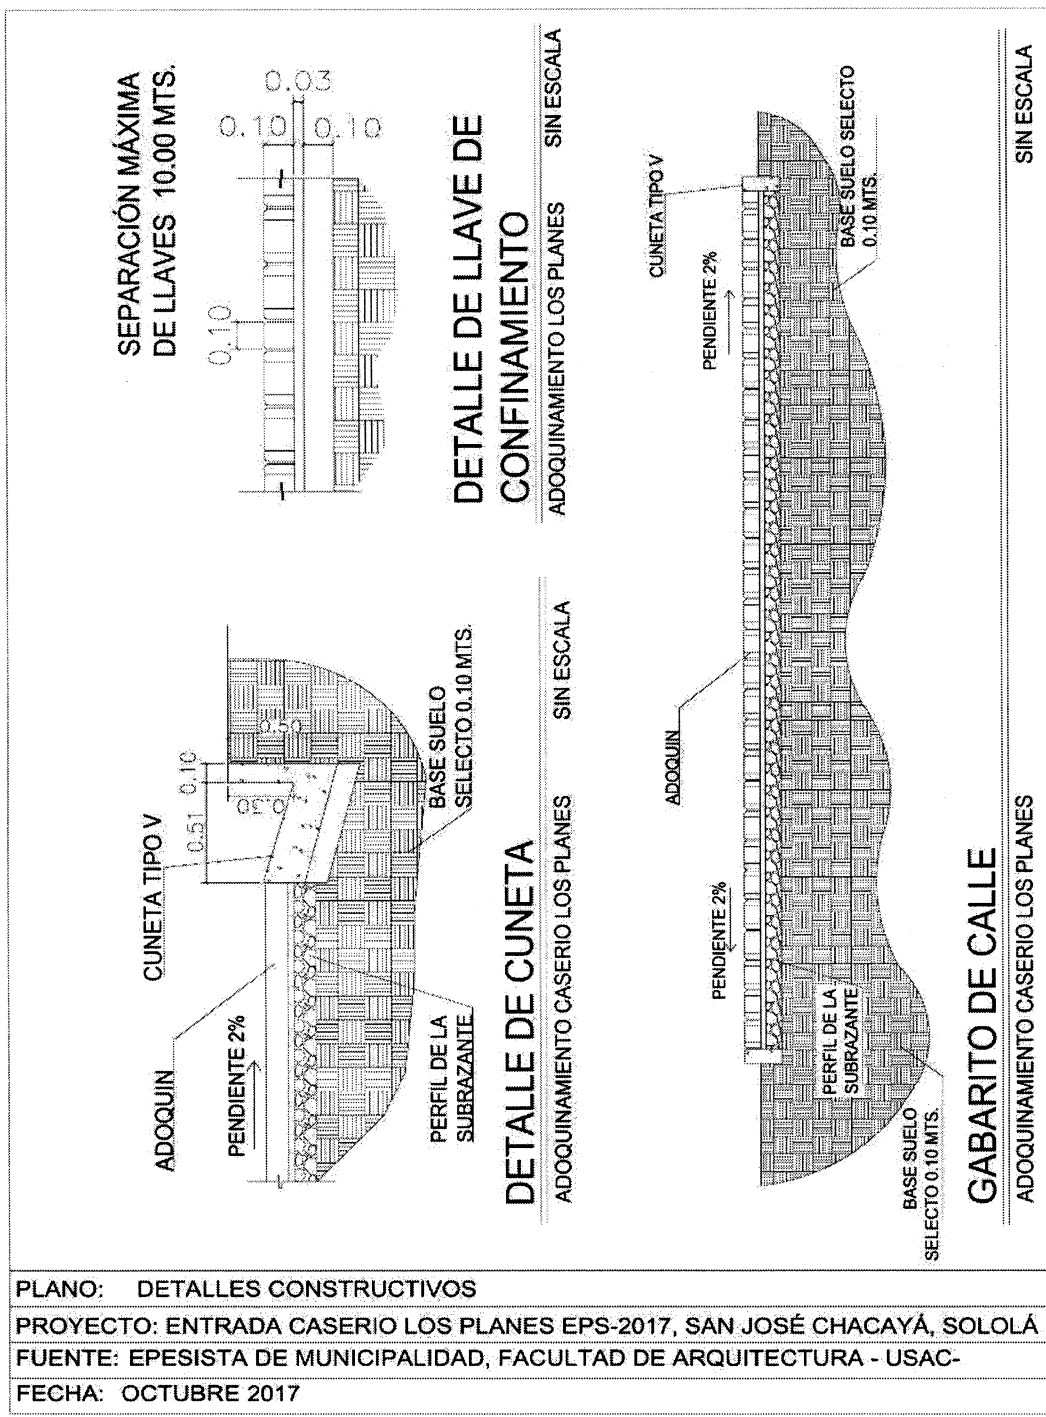 SEPARACIÓN MÁXIMA
DE LLAVES 10.00 MTS.
0.10
0.10
0.03
0.10
DETALLE DE LLAVE DE
CONFINAMIENTO
ADOQUINAMIENTO LOS PLANES SIN ESCALA
CUNETA TIPO V
ADOQUIN
PENDIENTE 2%
0.51
0.10
0.30
0.50
PERFIL DE LA
SUBRAZANTE
BASE SUELO
SELECTO 0.10 MTS.
DETALLE DE CUNETA
ADOQUINAMIENTO CASERIO LOS PLANES SIN ESCALA
ADOQUIN
CUNETA TIPO V
PENDIENTE 2%
PENDIENTE 2%
BASE SUELO SELECTO
0.10 MTS.
PERFIL DE LA
SUBRAZANTE
BASE SUELO
SELECTO 0.10 MTS.
GABARITO DE CALLE
ADOQUINAMIENTO CASERIO LOS PLANES SIN ESCALA
PLANO: DETALLES CONSTRUCTIVOS
PROYECTO: ENTRADA CASERIO LOS PLANES EPS-2017, SAN JOSÉ CHACAYÁ, SOLOLÁ
FUENTE: EPESISTA DE MUNICIPALIDAD, FACULTAD DE ARQUITECTURA - USAC-
FECHA: OCTUBRE 2017